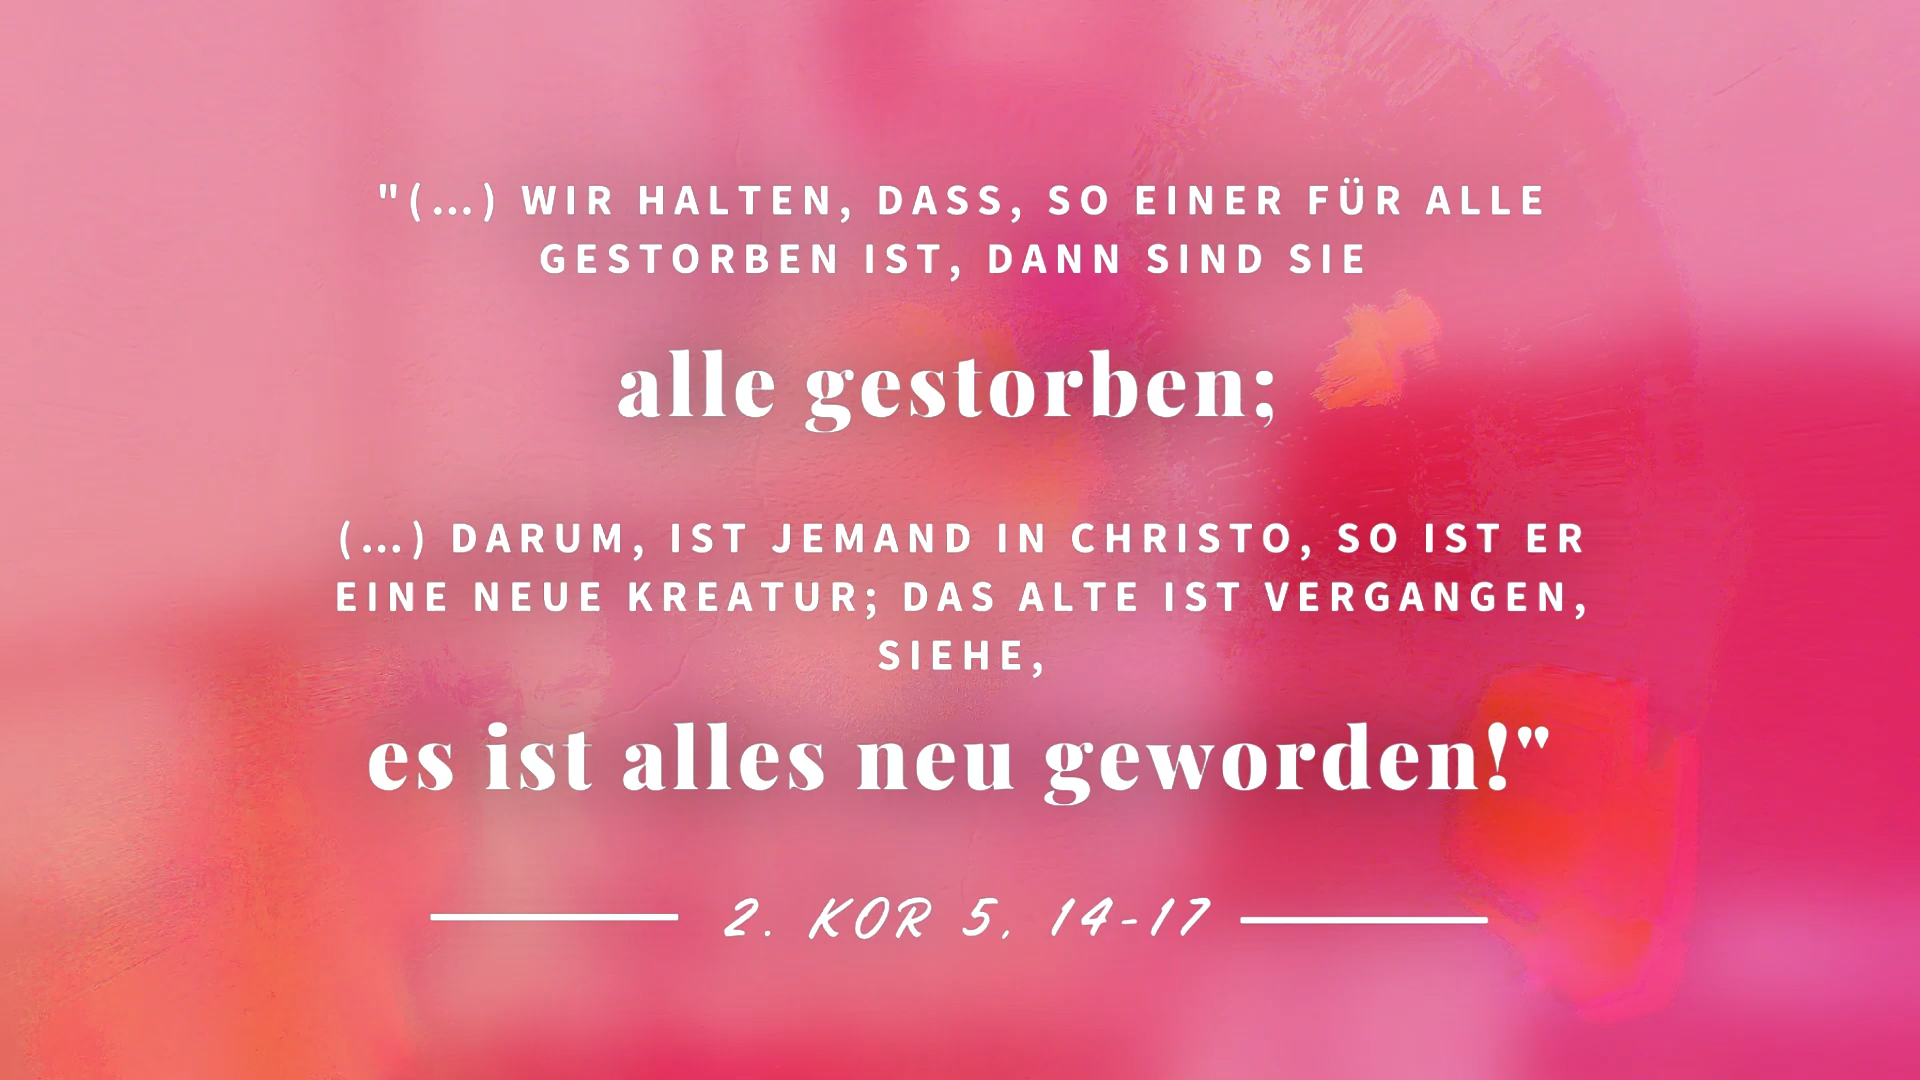 "(...) WIR HALTEN, DASS, SO EINER FÜR ALLE
GESTORBEN IST, DANN SIND SIE
alle gestorben;
(...) DARUM, IST JEMAND IN CHRISTO, SO IST ER
EINE NEUE KREATUR; DAS ALTE IST VERGANGEN,
SIEHE,
es ist alles neu geworden!"
2. KOR 5, 14-17